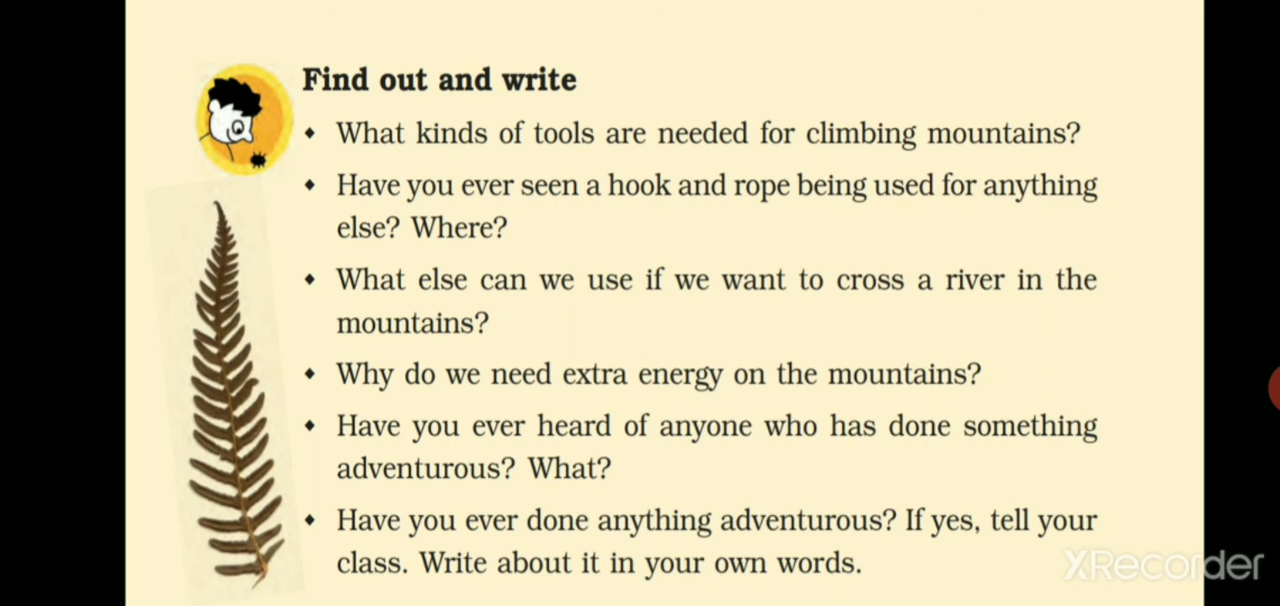 Find out and write
♦ What kinds of tools are needed for climbing mountains?
♦ Have you ever seen a hook and rope being used for anything
else? Where?
♦ What else can we use if we want to cross a river in the
mountains?
♦ Why do we need extra energy on the mountains?
♦ Have you ever heard of anyone who has done something
adventurous? What?
♦ Have you ever done anything adventurous? If yes, tell your
class. Write about it in your own words.
XRecorder